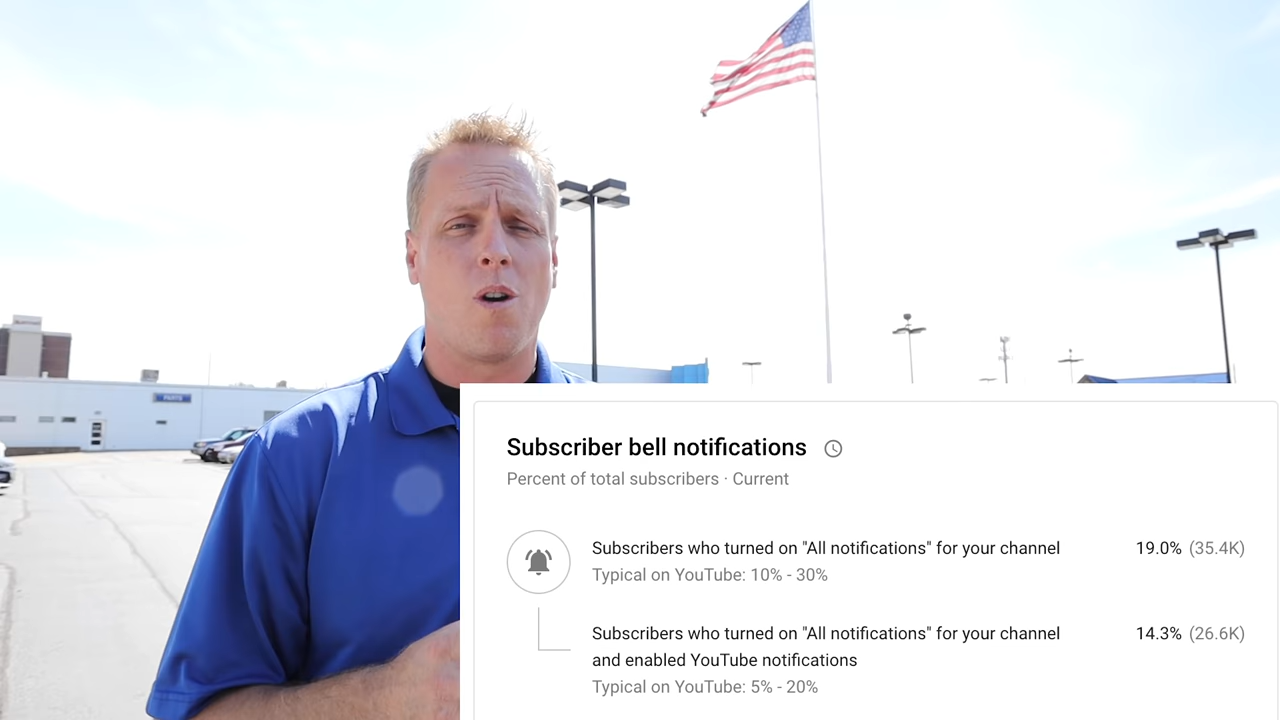 PARTS
Subscriber bell notifications
Percent of total subscribers · Current
Subscribers who turned on "All notifications" for your channel 19.0% (35.4K)
Typical on YouTube: 10% - 30%
Subscribers who turned on "All notifications" for your channel 14.3% (26.6K)
and enabled YouTube notifications
Typical on YouTube: 5% - 20%